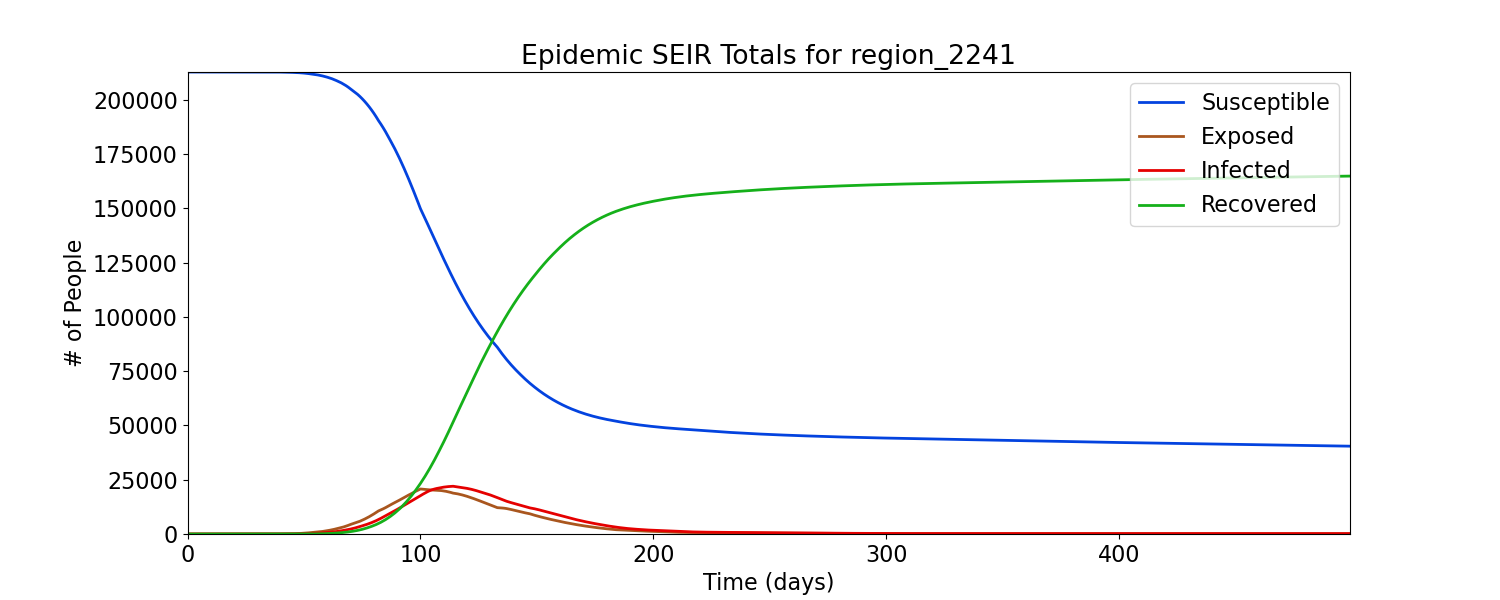 Epidemic SEIR Totals for region_2241
# of People
200000
175000
150000
125000
100000
75000
50000
25000
0
0 100 200 300 400
Time (days)
Susceptible
Exposed
Infected
Recovered